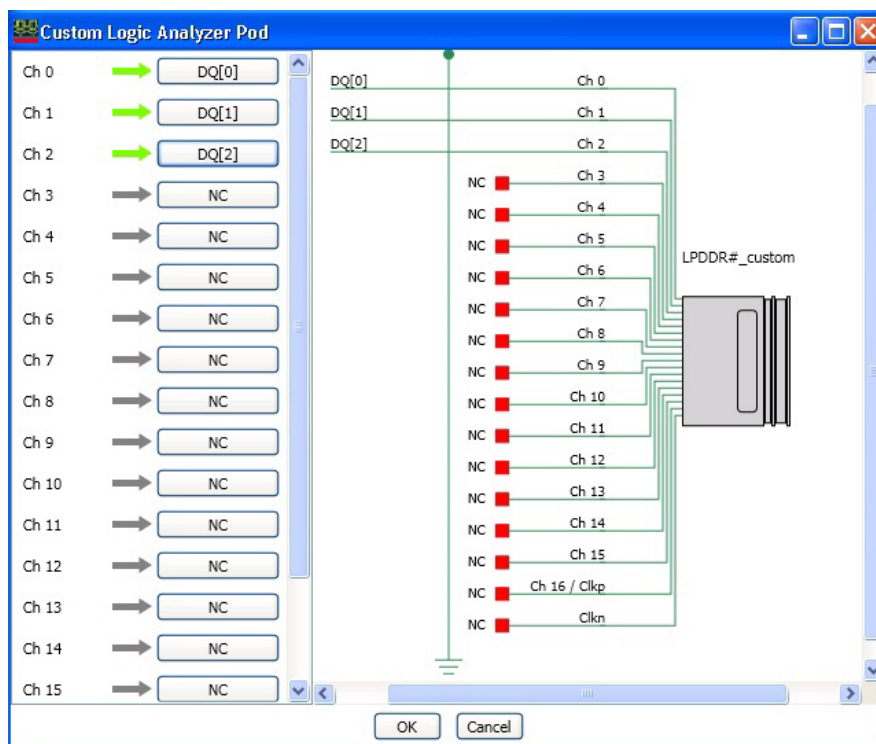 Custom Logic Analyzer Pod
Ch 0 DQ[0]
Ch 1 DQ[1]
Ch 2 DQ[2]
Ch 3 NC
Ch 4 NC
Ch 5 NC
Ch 6 NC
Ch 7 NC
Ch 8 NC
Ch 9 NC
Ch 10 NC
Ch 11 NC
Ch 12 NC
Ch 13 NC
Ch 14 NC
Ch 15 NC
DQ[0] Ch 0
DQ[1] Ch 1
DQ[2] Ch 2
NC Ch 3
NC Ch 4
NC Ch 5
NC Ch 6
NC Ch 7
NC Ch 8
NC Ch 9
NC Ch 10
NC Ch 11
NC Ch 12
NC Ch 13
NC Ch 14
NC Ch 15
NC Ch 16 / Clkp
NC Clkn
LPDDR#_custom
OK Cancel